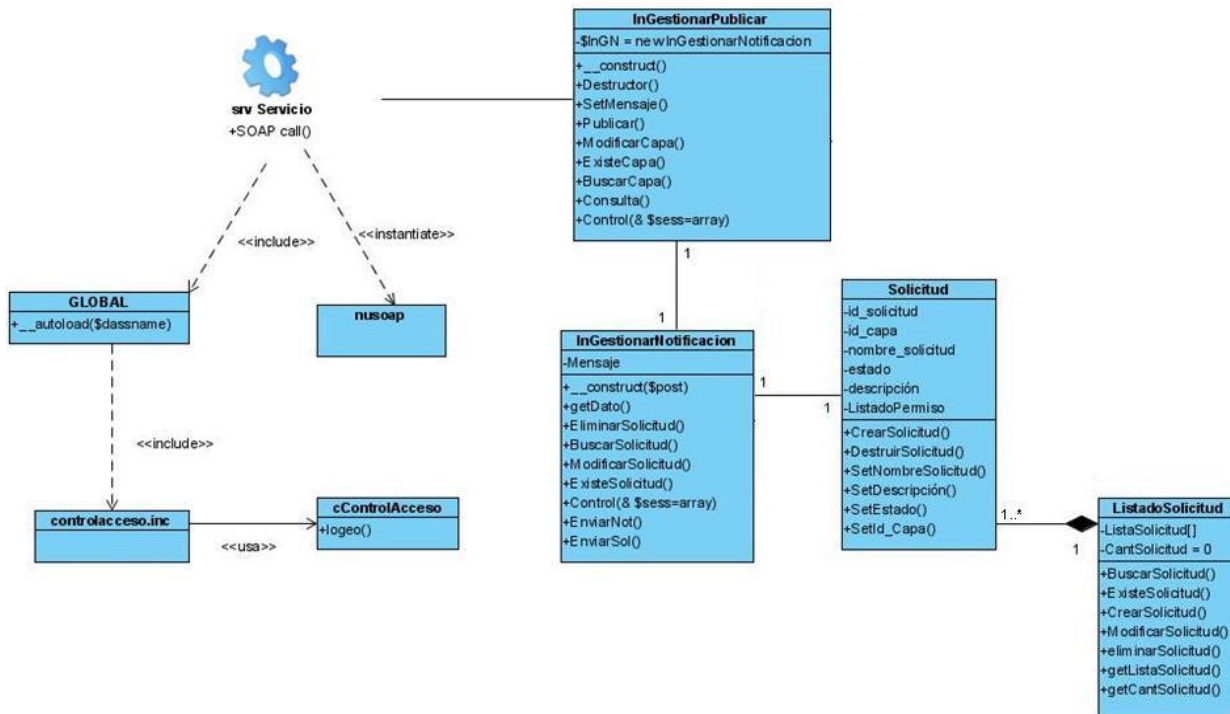 InGestionarPublicar
-$InGN = newInGestionarNotificacion
+__construct()
+Destructor()
+SetMensaje()
+Publicar()
+ModificarCapa()
+ExisteCapa()
+BuscarCapa()
+Consulta()
+Control(& $sess=array)
srv Servicio
+SOAP call()
<<include>>
<<instantiate>>
1
1
GLOBAL
+__autoload($dassname)
nusoap
InGestionarNotificacion
-Mensaje
+__construct($post)
+getDato()
+EliminarSolicitud()
+BuscarSolicitud()
+ModificarSolicitud()
+ExisteSolicitud()
+Control(& $sess=array)
+EnviarNot()
+EnviarSol()
1
1
Solicitud
-id_solicitud
-id_capa
-nombre_solicitud
-estado
-descripción
-ListadoPermiso
+CrearSolicitud()
+DestruirSolicitud()
+SetNombreSolicitud()
+SetDescripción()
+SetEstado()
+SetId_Capa()
<<include>>
controlacceso.inc
<<usa>>
cControlAcceso
+logeo()
1..*
1
ListadoSolicitud
-ListaSolicitud[]
-CantSolicitud = 0
+BuscarSolicitud()
+ExisteSolicitud()
+CrearSolicitud()
+ModificarSolicitud()
+eliminarSolicitud()
+getListaSolicitud()
+getCantSolicitud()